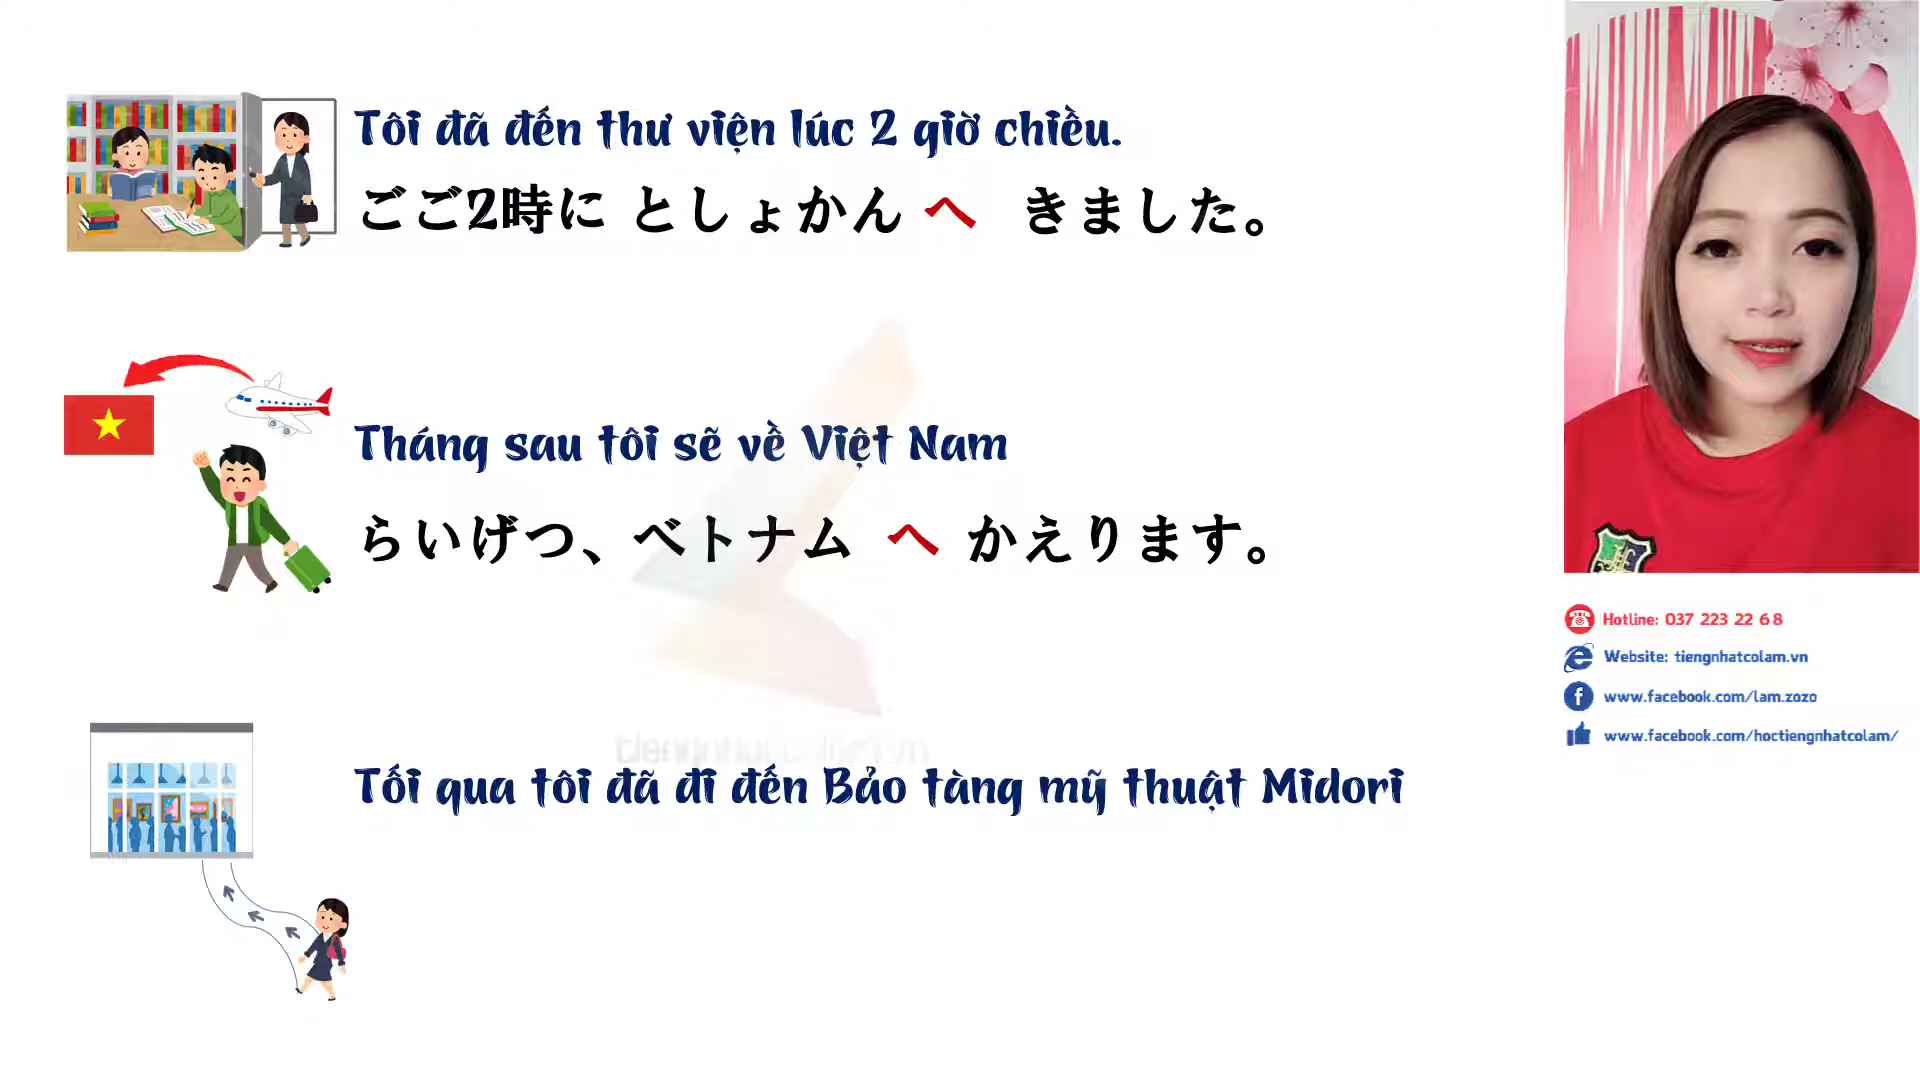 Tôi đã đến thư viện lúc 2 giờ chiều.
ごご2時に としょかん へ きました。
Tháng sau tôi sẽ về Việt Nam
らいげつ、ベトナム へ かえります。
Tối qua tôi đã đi đến Bảo tàng mỹ thuật Midori
Hotline: 037 223 22 68
Website: tiengnhatcolam.vn
www.facebook.com/lam.zozo
www.facebook.com/hoctiengnhatcolam/